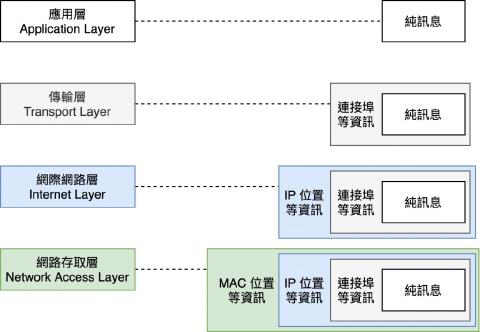 應用層
Application Layer
純訊息
傳輸層
Transport Layer
連接埠
等資訊
純訊息
網際網路層
Internet Layer
IP 位置
等資訊
連接埠
等資訊
純訊息
網路存取層
Network Access Layer
MAC 位置
等資訊
IP 位置
等資訊
連接埠
等資訊
純訊息